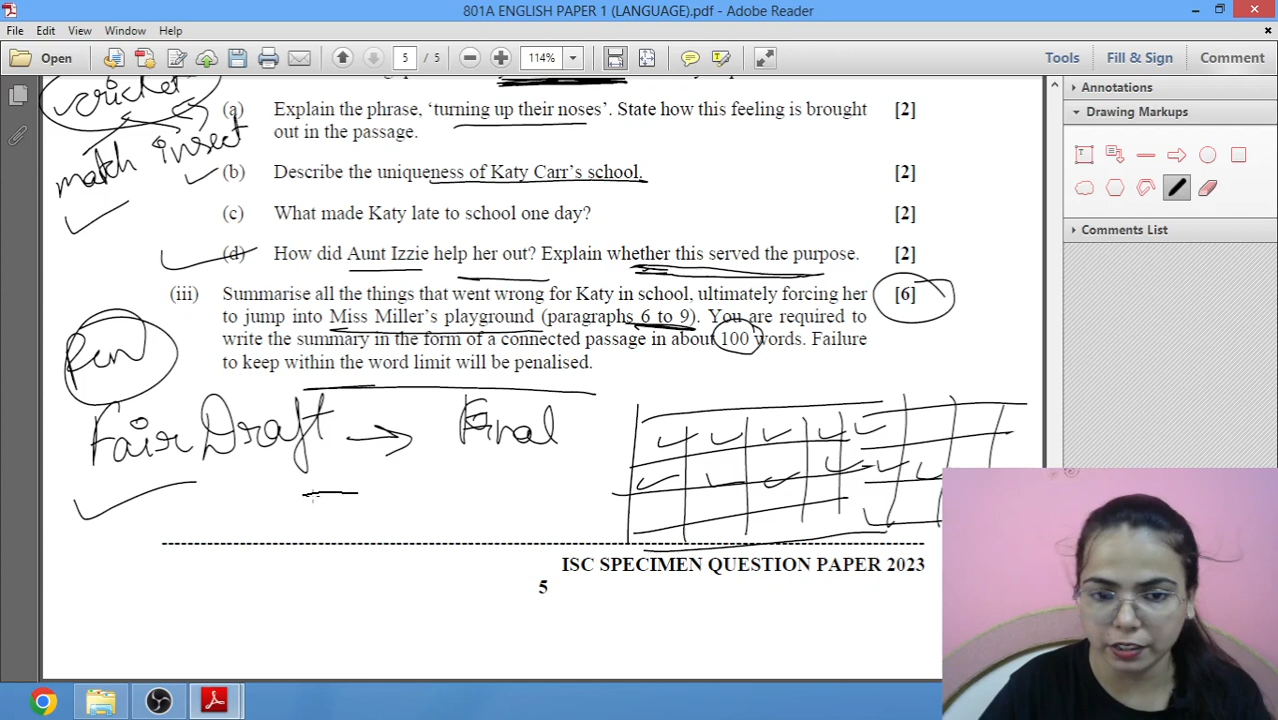 801A ENGLISH PAPER 1 (LANGUAGE).pdf - Adobe Reader
File Edit View Window Help
Open 5 / 5 114% Tools Fill & Sign Comment
Annotations
Drawing Markups
Comments List
cricket
match insect
(a) Explain the phrase, ‘turning up their noses’. State how this feeling is brought [2]
out in the passage.
(b) Describe the uniqueness of Katy Carr’s school. [2]
(c) What made Katy late to school one day? [2]
(d) How did Aunt Izzie help her out? Explain whether this served the purpose. [2]
(iii) Summarise all the things that went wrong for Katy in school, ultimately forcing her [6]
to jump into Miss Miller’s playground (paragraphs 6 to 9). You are required to
write the summary in the form of a connected passage in about 100 words. Failure
to keep within the word limit will be penalised.
Pen
Fair Draft → Final
ISC SPECIMEN QUESTION PAPER 2023
5